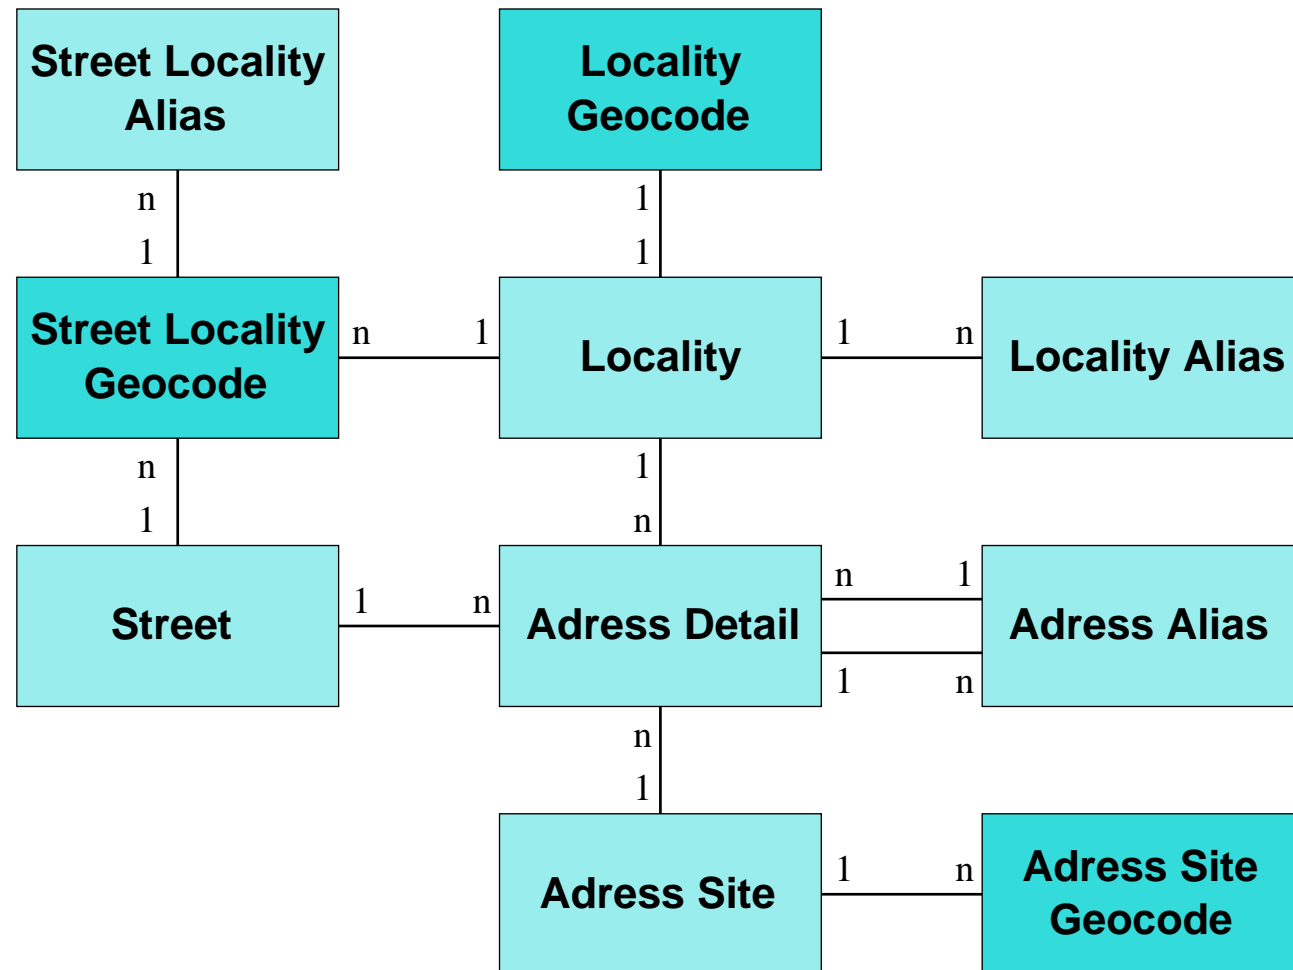 Street Locality
Alias
Locality
Geocode
n
1
1
1
Street Locality
Geocode
n
1
Locality
1
n
Locality Alias
n
1
1
n
Street
1
n
Adress Detail
n
1
1
n
Adress Alias
n
1
Adress Site
1
n
Adress Site
Geocode